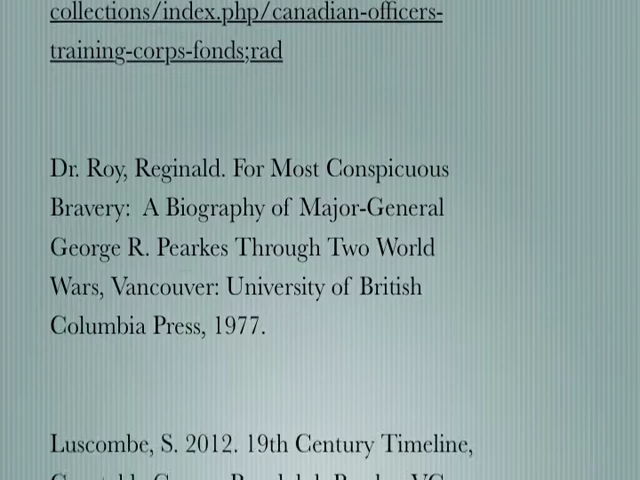 collections/index.php/canadian-officers-
training-corps-fonds;rad
Dr. Roy, Reginald. For Most Conspicuous
Bravery: A Biography of Major-General
George R. Pearkes Through Two World
Wars, Vancouver: University of British
Columbia Press, 1977.
Luscombe, S. 2012. 19th Century Timeline,